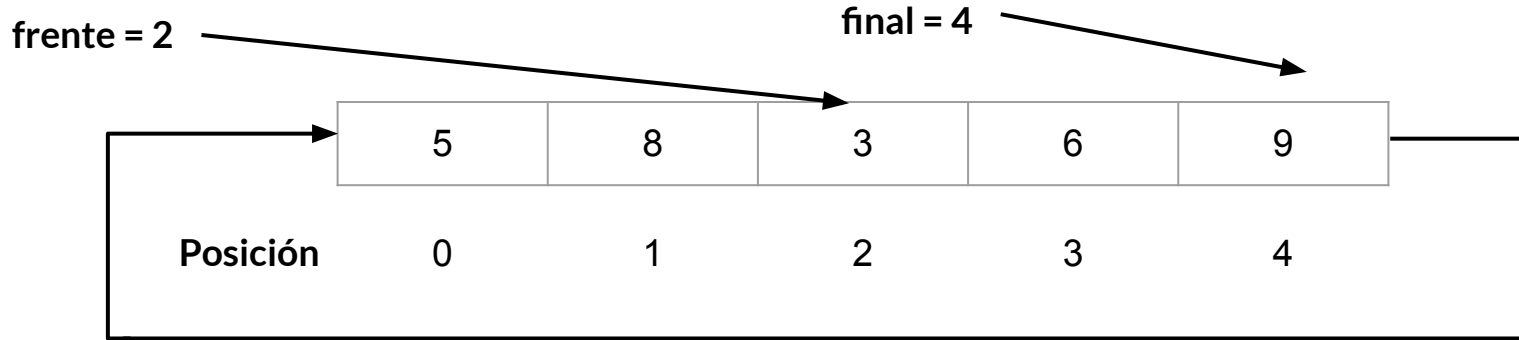 frente = 2
final = 4
5 8 3 6 9
Posición 0 1 2 3 4